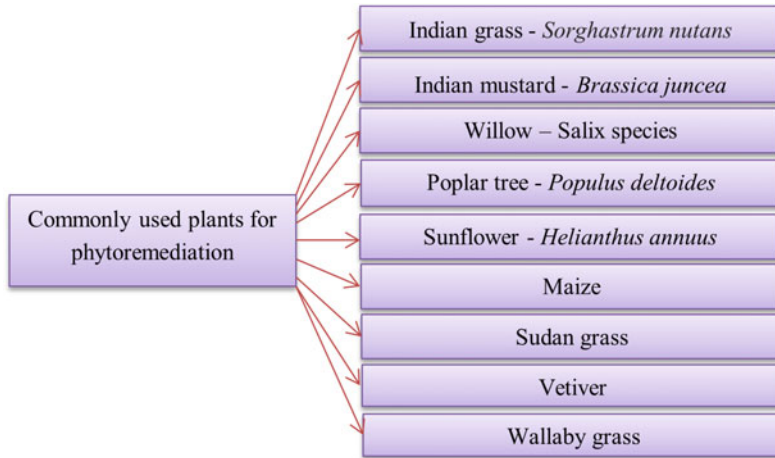 Indian grass - Sorghastrum nutans
Indian mustard - Brassica juncea
Willow – Salix species
Poplar tree - Populus deltoides
Commonly used plants for
phytoremediation
Sunflower - Helianthus annuus
Maize
Sudan grass
Vetiver
Wallaby grass